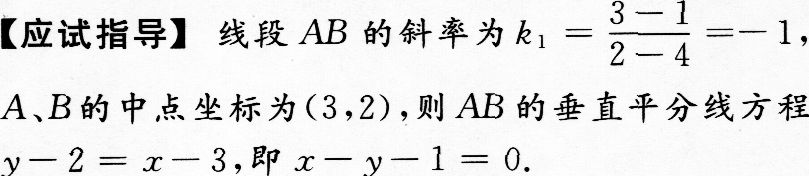 【应试指导】 线段 AB 的斜率为 k₁ = (3 − 1)/(2 − 4) = − 1,
A、B的中点坐标为(3,2),则 AB 的垂直平分线方程
y − 2 = x − 3,即 x − y − 1 = 0.